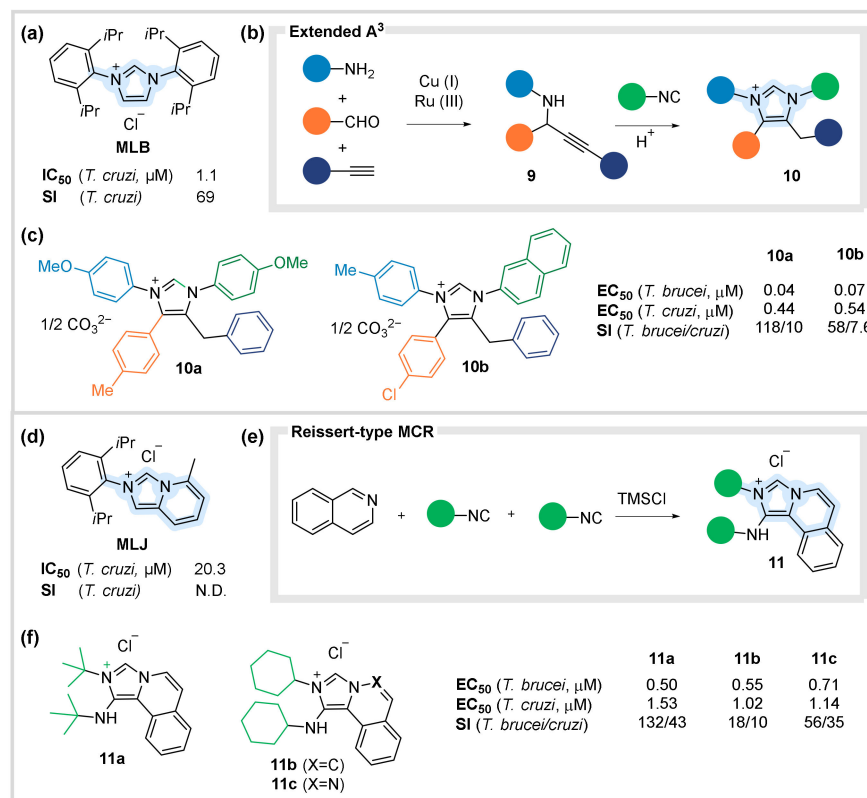 (a)
iPr
iPr
N
+
N
iPr
iPr
Cl−
MLB
IC50 (T. cruzi, μM) 1.1
SI (T. cruzi) 69
(b)
Extended A3
NH2
+
CHO
+
Cu (I)
Ru (III)
NH
9
NC
H+
+
N
N
10
(c)
MeO
OMe
+
N
N
1/2 CO32−
Me
10a
Me
+
N
N
1/2 CO32−
Cl
10b
10a 10b
EC50 (T. brucei, μM) 0.04 0.07
EC50 (T. cruzi, μM) 0.44 0.54
SI (T. brucei/cruzi) 118/10 58/7.6
(d)
iPr
Cl−
+
N
N
iPr
MLJ
IC50 (T. cruzi, μM) 20.3
SI (T. cruzi) N.D.
(e)
Reissert-type MCR
N
+
NC
+
NC
TMSCl
Cl−
+
N
N
NH
11
(f)
Cl−
+
N
N
NH
11a
Cl−
+
N
N
X
NH
11b (X=C)
11c (X=N)
11a 11b 11c
EC50 (T. brucei, μM) 0.50 0.55 0.71
EC50 (T. cruzi, μM) 1.53 1.02 1.14
SI (T. brucei/cruzi) 132/43 18/10 56/35